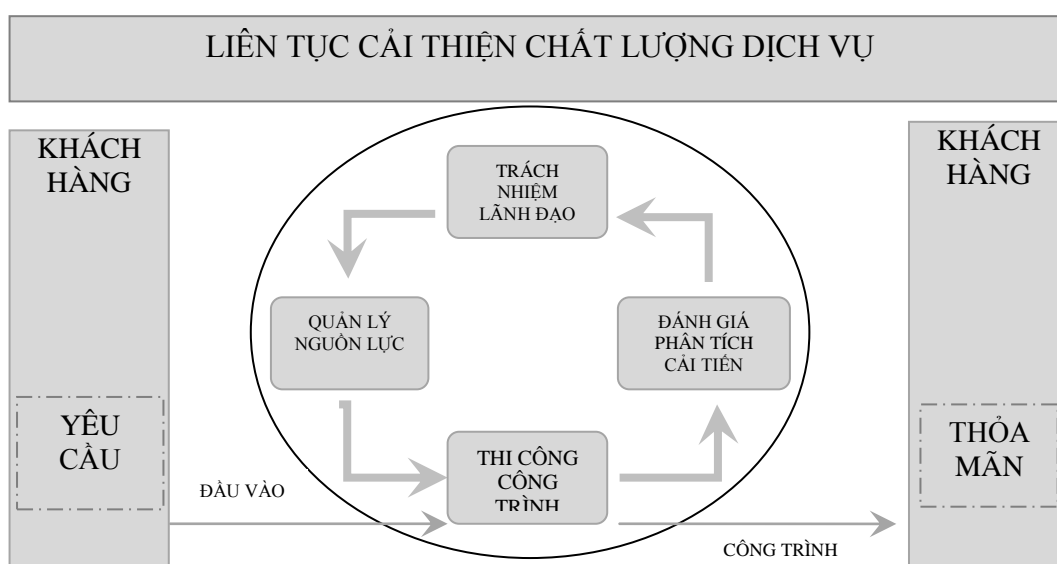 LIÊN TỤC CẢI THIỆN CHẤT LƯỢNG DỊCH VỤ
KHÁCH
HÀNG
YÊU
CẦU
TRÁCH
NHIỆM
LÃNH ĐẠO
QUẢN LÝ
NGUỒN LỰC
ĐÁNH GIÁ
PHÂN TÍCH
CẢI TIẾN
THI CÔNG
CÔNG
TRÌNH
ĐẦU VÀO
CÔNG TRÌNH
KHÁCH
HÀNG
THỎA
MÃN